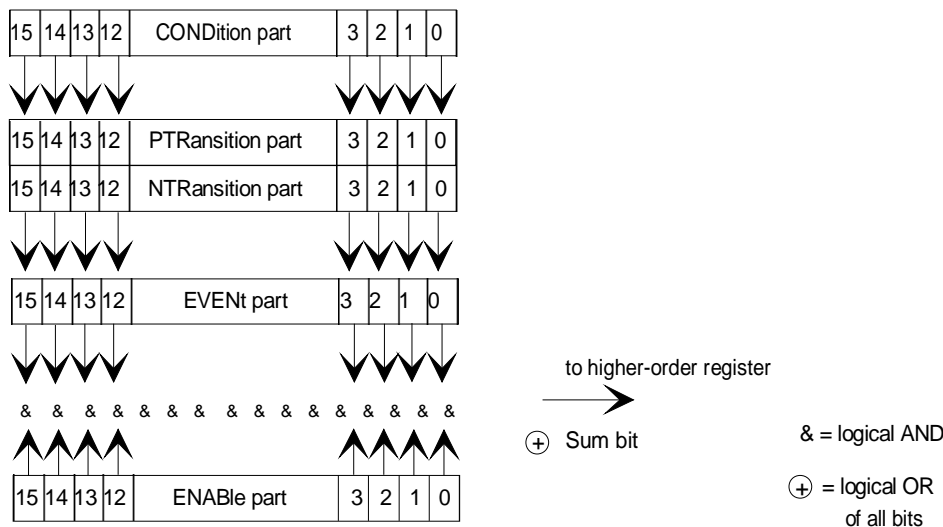 15 14 13 12 CONDition part 3 2 1 0
15 14 13 12 PTRansition part 3 2 1 0
15 14 13 12 NTRansition part 3 2 1 0
15 14 13 12 EVENt part 3 2 1 0
to higher-order register
& & & & & & & & & & & & & & & &
+ Sum bit
& = logical AND
15 14 13 12 ENABle part 3 2 1 0
+ = logical OR
of all bits